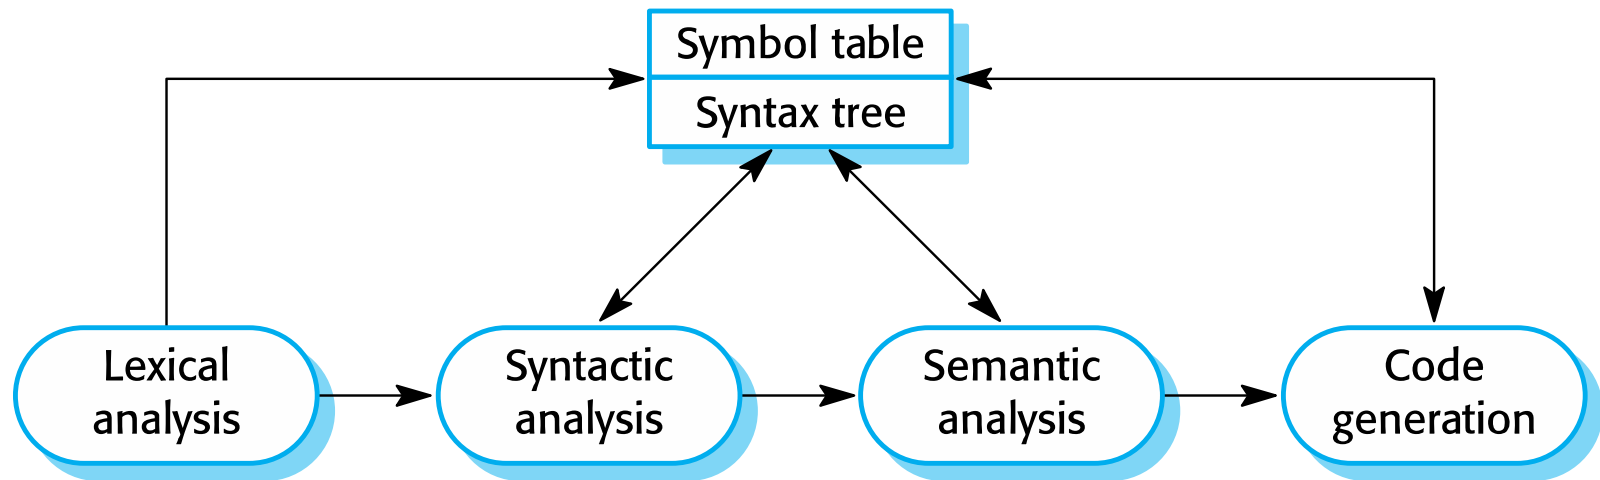 Symbol table
Syntax tree
Lexical
analysis
Syntactic
analysis
Semantic
analysis
Code
generation